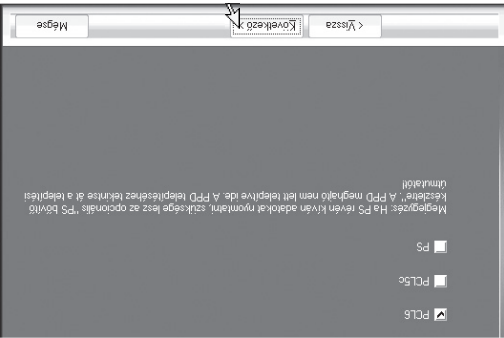 PCL6
PCL5c
PS
Megjegyzés: Ha PS révén kíván adatokat nyomtatni, szüksége lesz az opcionális "PS bővítő
készletre". A PPD meghajtó nem lett telepítve ide. A PPD telepítéséhez tekintse át a telepítési
útmutatót!
< Vissza
Következő >
Mégse